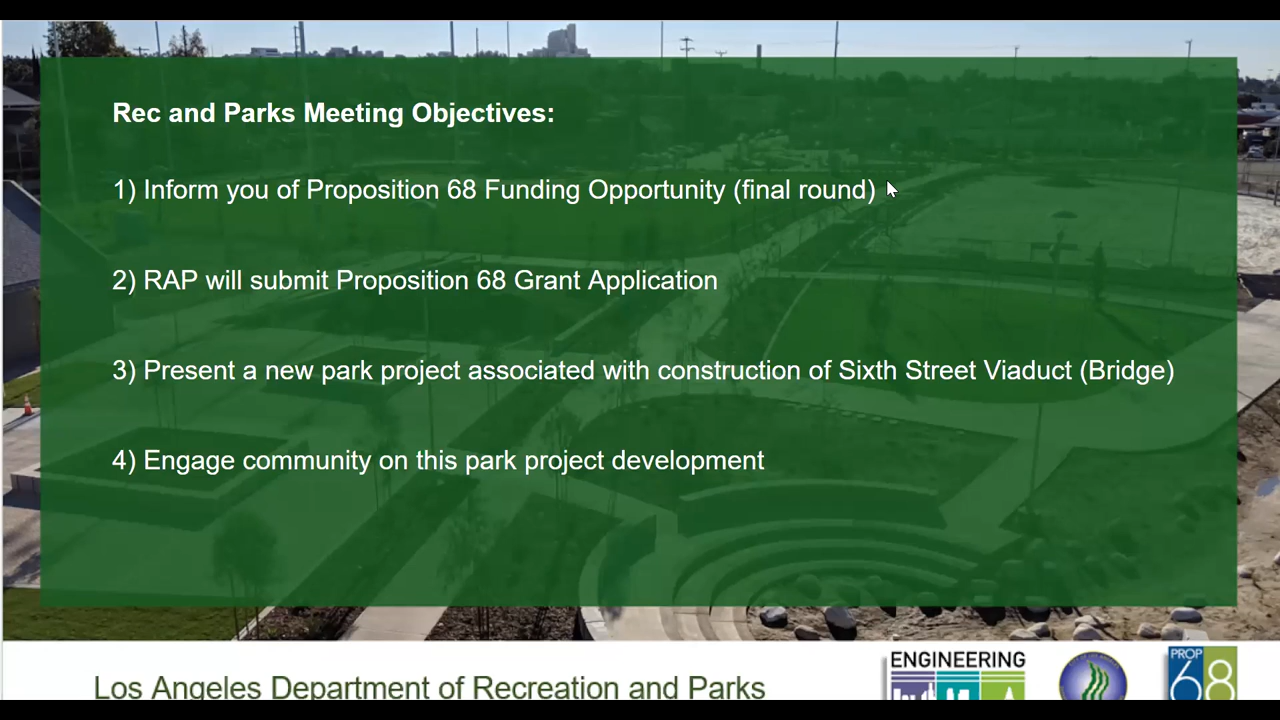 Rec and Parks Meeting Objectives:
1) Inform you of Proposition 68 Funding Opportunity (final round)
2) RAP will submit Proposition 68 Grant Application
3) Present a new park project associated with construction of Sixth Street Viaduct (Bridge)
4) Engage community on this park project development
Los Angeles Department of Recreation and Parks
ENGINEERING
PROP
68